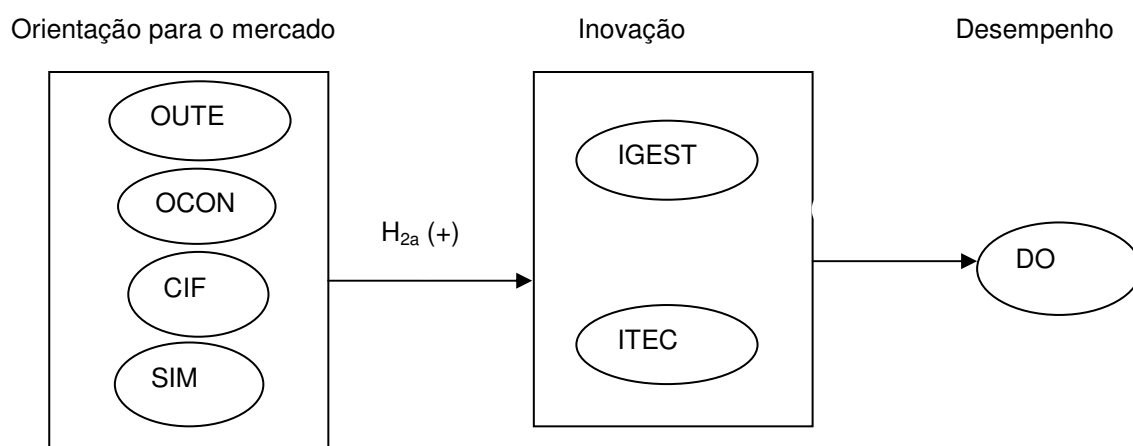 Orientação para o mercado
Inovação
Desempenho
OUTE
OCON
CIF
SIM
H2a (+)
IGEST
ITEC
DO